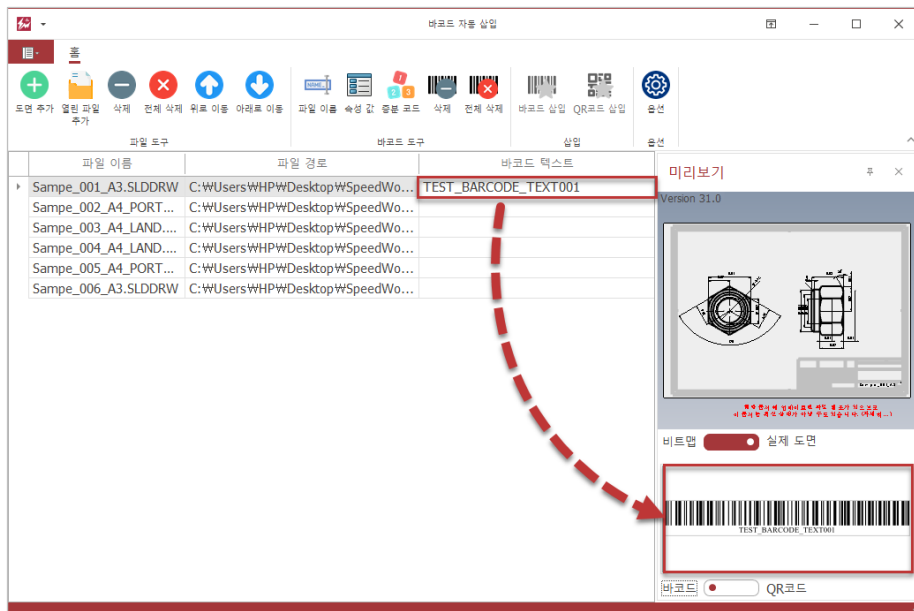 바코드 자동 삽입
홈
도면 추가
열린 파일 추가
삭제
전체 삭제
위로 이동
아래로 이동
파일 도구
파일 이름
속성 값
증분 코드
삭제
전체 삭제
바코드 도구
바코드 삽입
QR코드 삽입
삽입
옵션
옵션
파일 이름 파일 경로 바코드 텍스트
Sampe_001_A3.SLDDRW C:₩Users₩HP₩Desktop₩SpeedWo... TEST_BARCODE_TEXT001
Sampe_002_A4_PORT... C:₩Users₩HP₩Desktop₩SpeedWo...
Sampe_003_A4_LAND.... C:₩Users₩HP₩Desktop₩SpeedWo...
Sampe_004_A4_LAND.... C:₩Users₩HP₩Desktop₩SpeedWo...
Sampe_005_A4_PORT... C:₩Users₩HP₩Desktop₩SpeedWo...
Sampe_006_A3.SLDDRW C:₩Users₩HP₩Desktop₩SpeedWo...
미리보기
Version 31.0
Sampe_001_A3
비트맵 실제 도면
TEST_BARCODE_TEXT001
바코드 QR코드